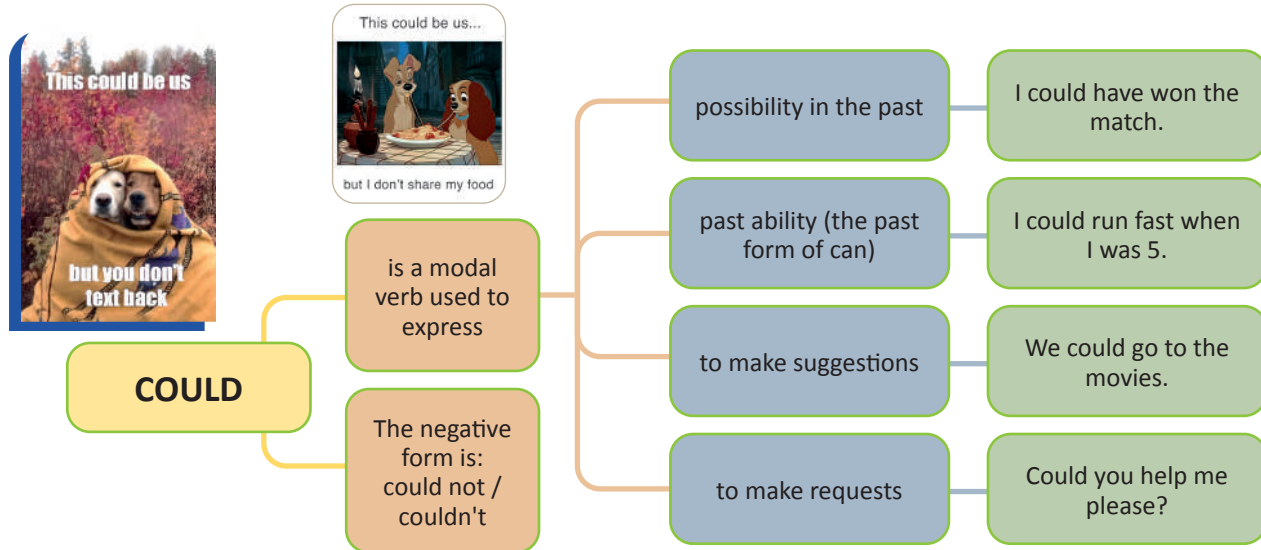 This could be us
but you don't
text back
This could be us...
but I don't share my food
COULD
is a modal
verb used to
express
The negative
form is:
could not /
couldn't
possibility in the past
I could have won the
match.
past ability (the past
form of can)
I could run fast when
I was 5.
to make suggestions
We could go to the
movies.
to make requests
Could you help me
please?